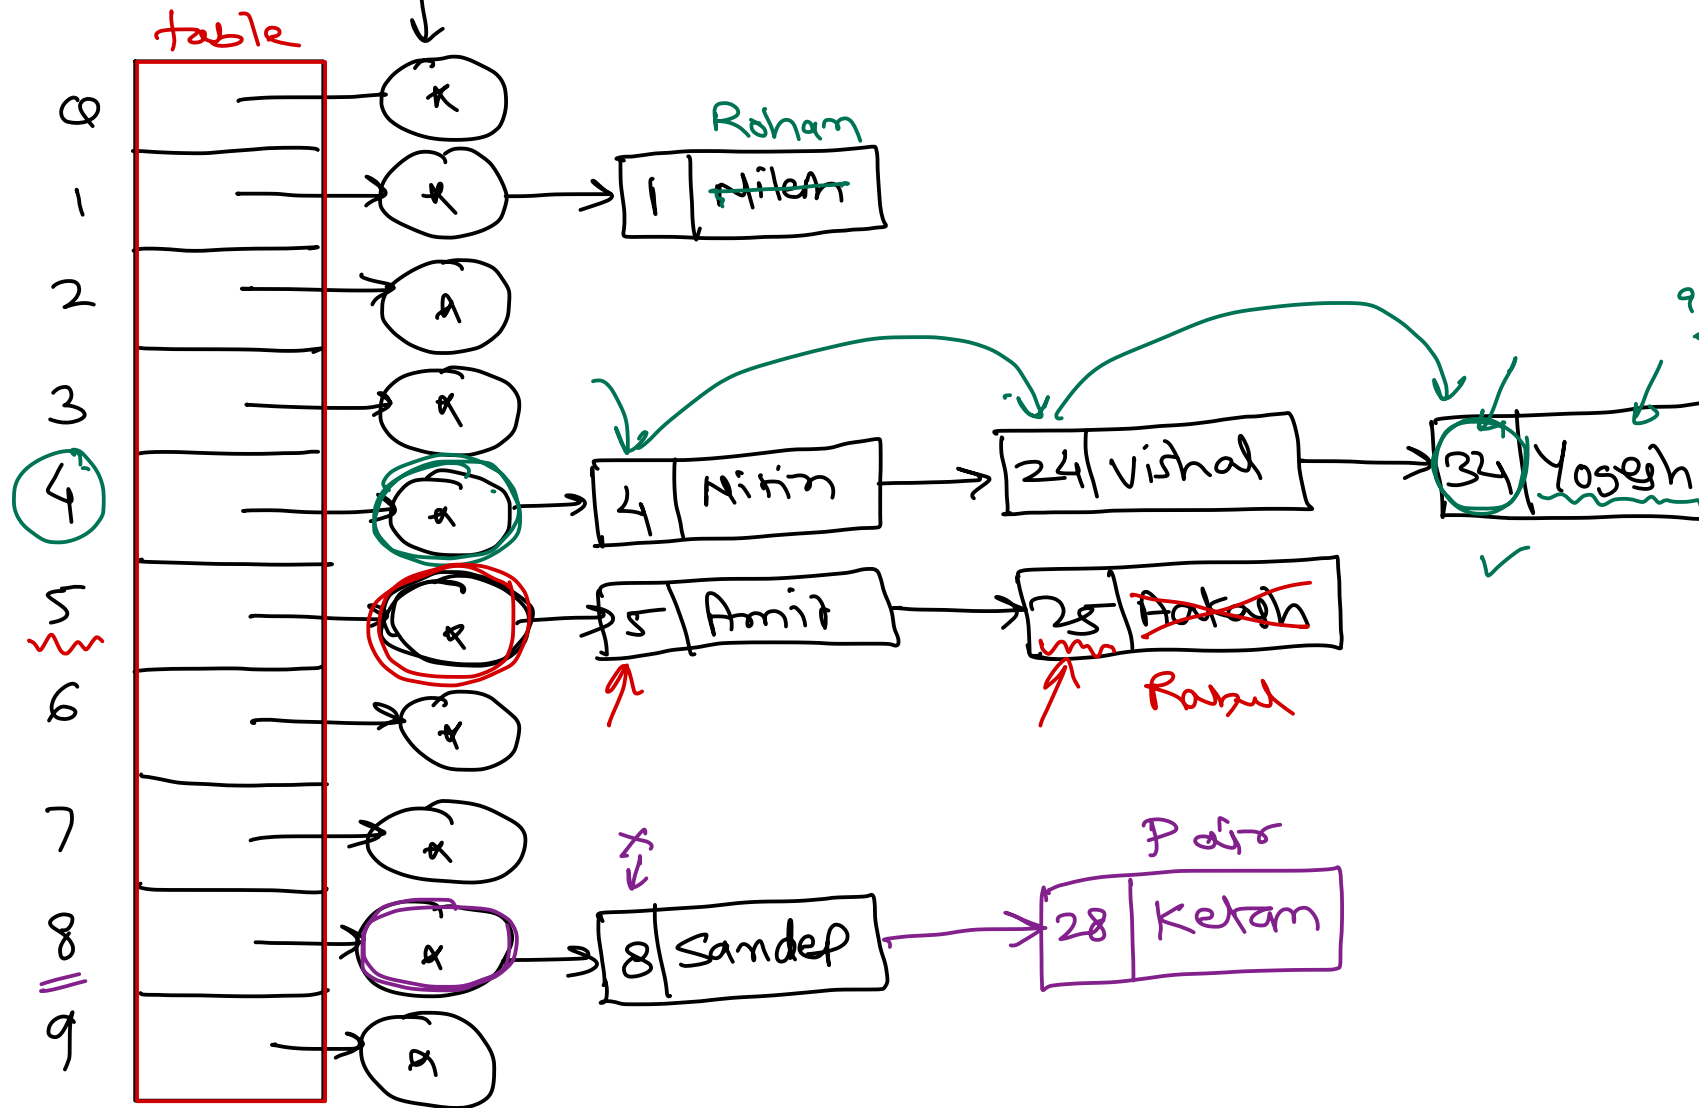 table
0
1
1
Nilesh
Rohan
2
3
4
4 Nitin
24 Vishal
34 Yogesh
5
5 Amit
25 Aakash
Rahul
6
7
8
8 Sandep
Pair
28 Ketan
9